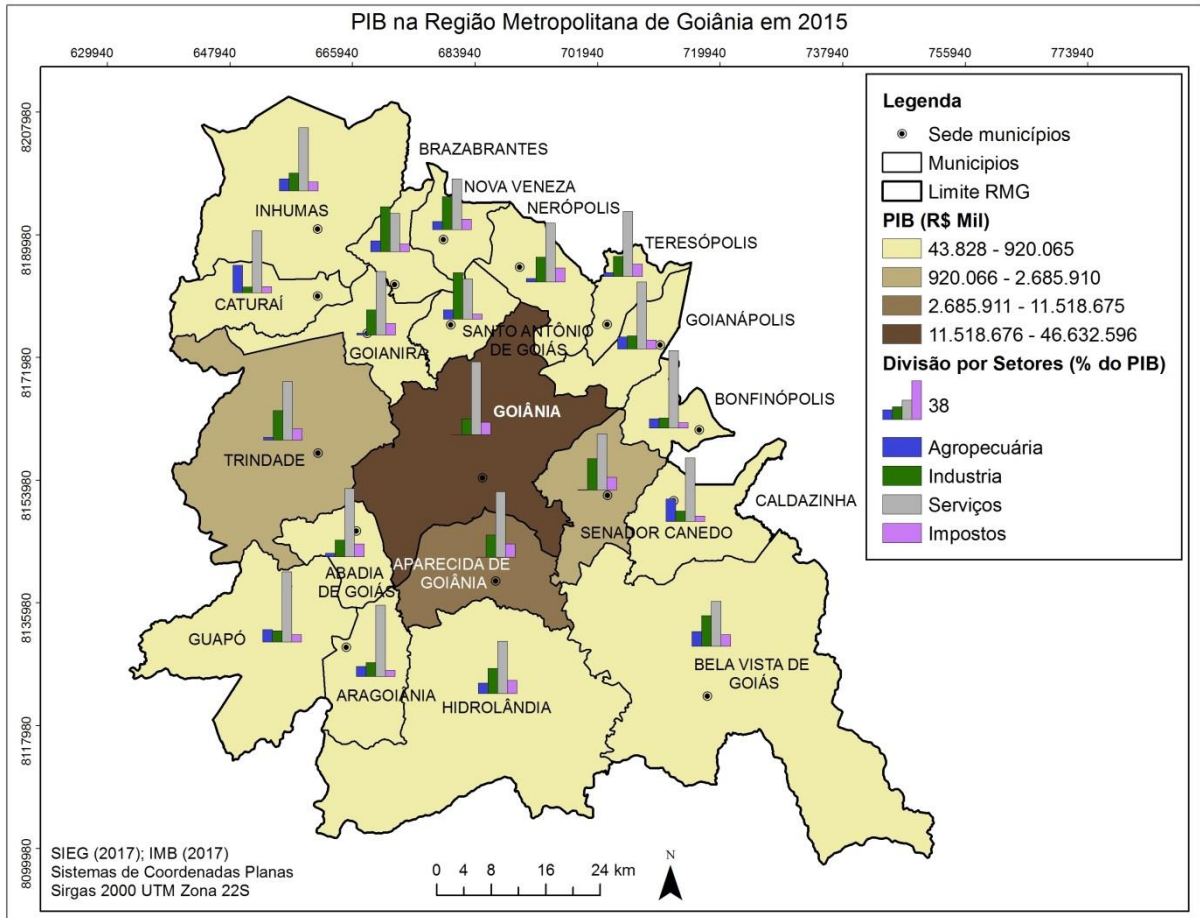 PIB na Região Metropolitana de Goiânia em 2015
629940 647940 665940 683940 701940 719940 737940 755940 773940
8207980
8189980
8171980
8153980
8135980
8117980
8099980
BRAZABRANTES
NOVA VENEZA
NERÓPOLIS
INHUMAS
TERESÓPOLIS
CATURAÍ
GOIANIRA
SANTO ANTÔNIO
DE GOIÁS
GOIANÁPOLIS
GOIÂNIA
BONFINÓPOLIS
TRINDADE
CALDAZINHA
SENADOR CANEDO
ABADIA
DE GOIÁS
APARECIDA DE
GOIÂNIA
GUAPÓ
ARAGOIÂNIA
HIDROLÂNDIA
BELA VISTA DE
GOIÁS
Legenda
Sede municípios
Municipios
Limite RMG
PIB (R$ Mil)
43.828 - 920.065
920.066 - 2.685.910
2.685.911 - 11.518.675
11.518.676 - 46.632.596
Divisão por Setores (% do PIB)
38
Agropecuária
Industria
Serviços
Impostos
SIEG (2017); IMB (2017)
Sistemas de Coordenadas Planas
Sirgas 2000 UTM Zona 22S
0 4 8 16 24 km
N